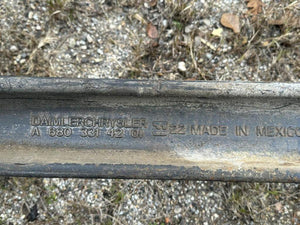 DAIMLERCHRYSLER
A 680 331 42 01 22 MADE IN MEXICO